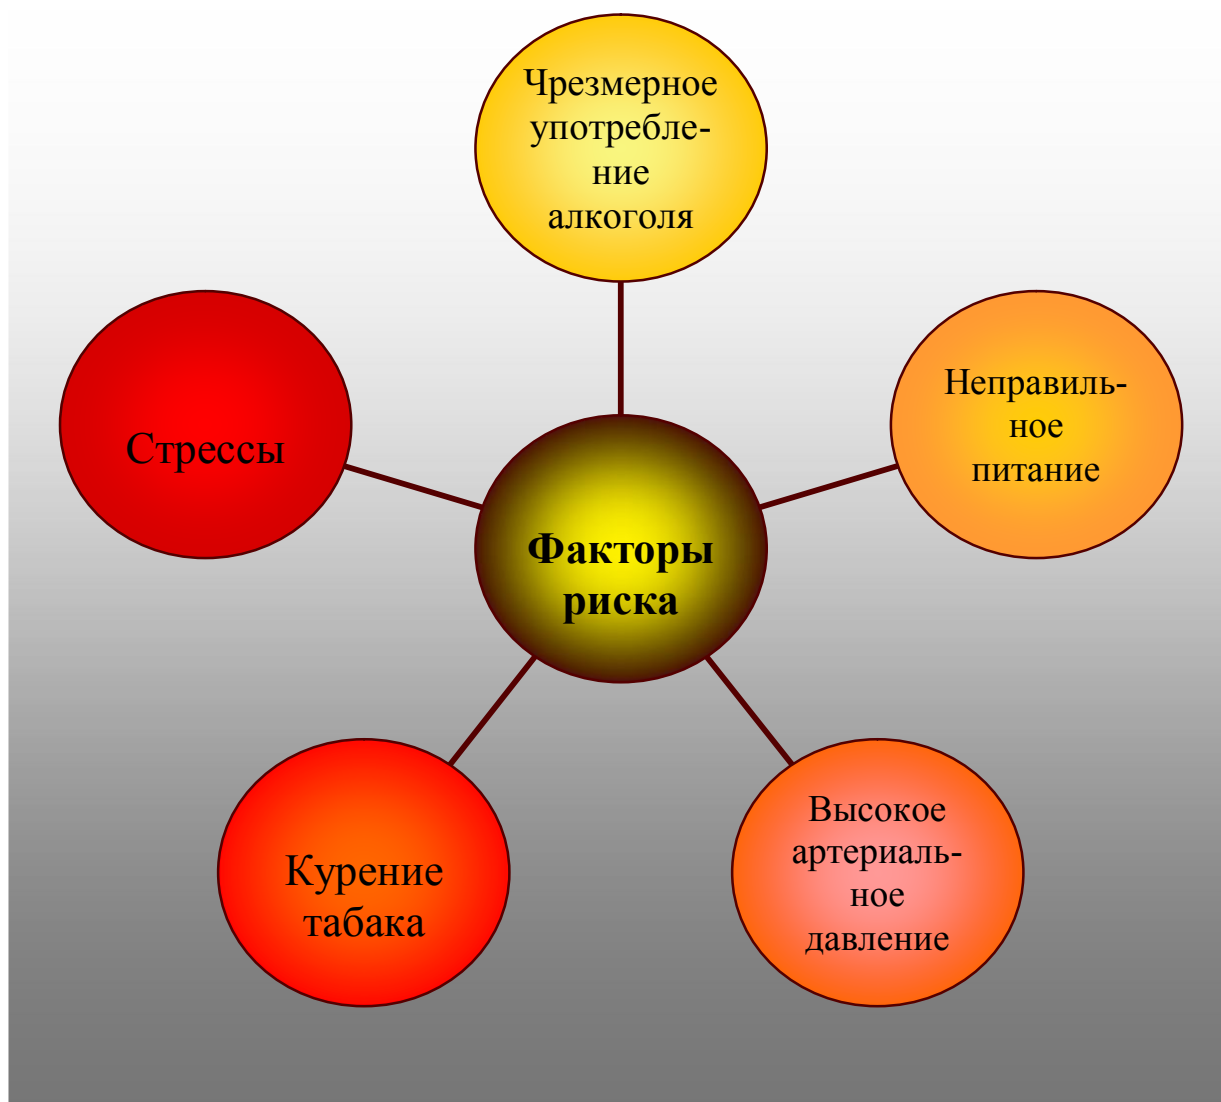 Чрезмерное
употребле-
ние
алкоголя
Неправиль-
ное
питание
Стрессы
Факторы
риска
Высокое
артериаль-
ное
давление
Курение
табака